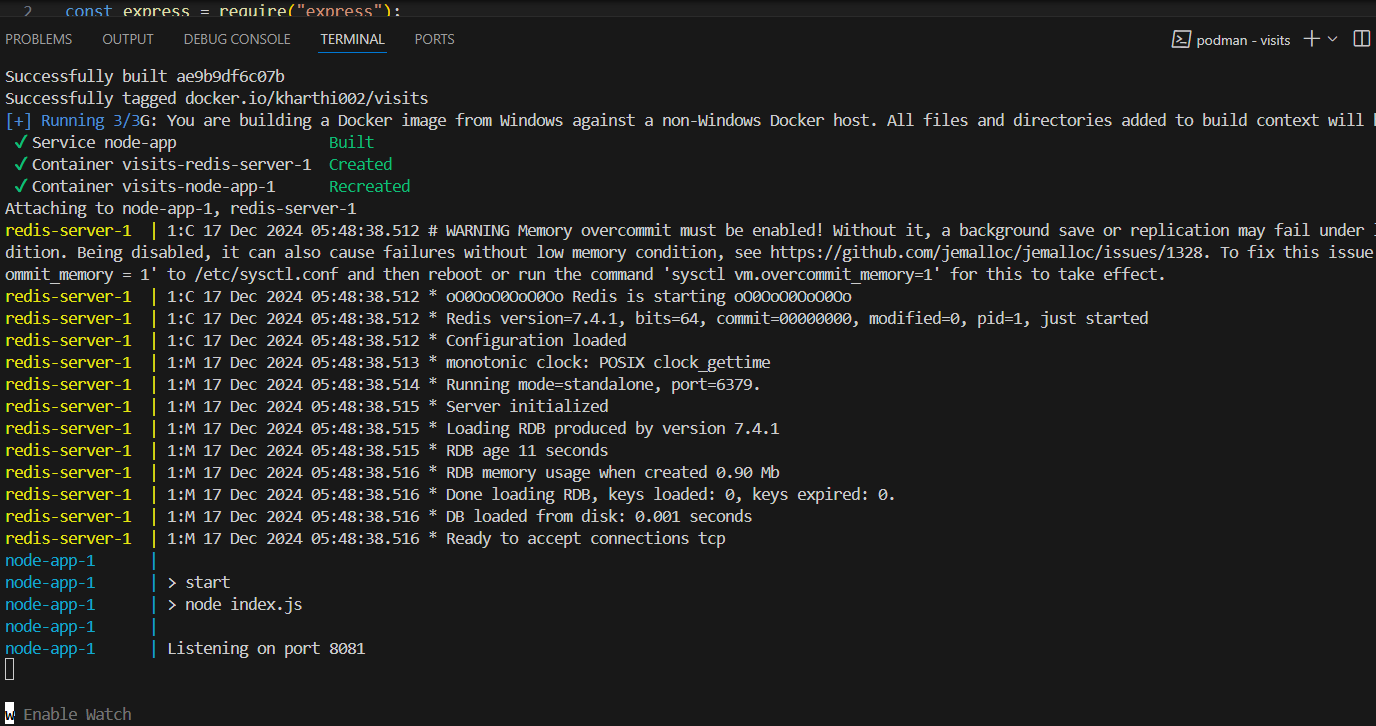 2 const express = require("express");
PROBLEMS OUTPUT DEBUG CONSOLE TERMINAL PORTS podman - visits
Successfully built ae9b9df6c07b
Successfully tagged docker.io/kharthi002/visits
[+] Running 3/3G: You are building a Docker image from Windows against a non-Windows Docker host. All files and directories added to build context will
✓ Service node-app Built
✓ Container visits-redis-server-1 Created
✓ Container visits-node-app-1 Recreated
Attaching to node-app-1, redis-server-1
redis-server-1 | 1:C 17 Dec 2024 05:48:38.512 # WARNING Memory overcommit must be enabled! Without it, a background save or replication may fail under
dition. Being disabled, it can also cause failures without low memory condition, see https://github.com/jemalloc/jemalloc/issues/1328. To fix this issue
ommit_memory = 1' to /etc/sysctl.conf and then reboot or run the command 'sysctl vm.overcommit_memory=1' for this to take effect.
redis-server-1 | 1:C 17 Dec 2024 05:48:38.512 * oO0OoO0OoO0Oo Redis is starting oO0OoO0OoO0Oo
redis-server-1 | 1:C 17 Dec 2024 05:48:38.512 * Redis version=7.4.1, bits=64, commit=00000000, modified=0, pid=1, just started
redis-server-1 | 1:C 17 Dec 2024 05:48:38.512 * Configuration loaded
redis-server-1 | 1:M 17 Dec 2024 05:48:38.513 * monotonic clock: POSIX clock_gettime
redis-server-1 | 1:M 17 Dec 2024 05:48:38.514 * Running mode=standalone, port=6379.
redis-server-1 | 1:M 17 Dec 2024 05:48:38.515 * Server initialized
redis-server-1 | 1:M 17 Dec 2024 05:48:38.515 * Loading RDB produced by version 7.4.1
redis-server-1 | 1:M 17 Dec 2024 05:48:38.515 * RDB age 11 seconds
redis-server-1 | 1:M 17 Dec 2024 05:48:38.516 * RDB memory usage when created 0.90 Mb
redis-server-1 | 1:M 17 Dec 2024 05:48:38.516 * Done loading RDB, keys loaded: 0, keys expired: 0.
redis-server-1 | 1:M 17 Dec 2024 05:48:38.516 * DB loaded from disk: 0.001 seconds
redis-server-1 | 1:M 17 Dec 2024 05:48:38.516 * Ready to accept connections tcp
node-app-1 |
node-app-1 | > start
node-app-1 | > node index.js
node-app-1 |
node-app-1 | Listening on port 8081
w Enable Watch